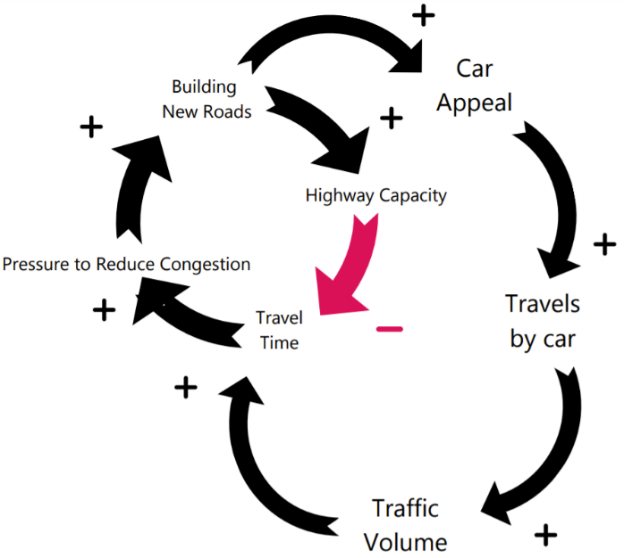 +
Car
Appeal
Building
New Roads
+
+
Highway Capacity
+
Pressure to Reduce Congestion
+
Travel
Time
−
Travels
by car
+
Traffic
Volume
+